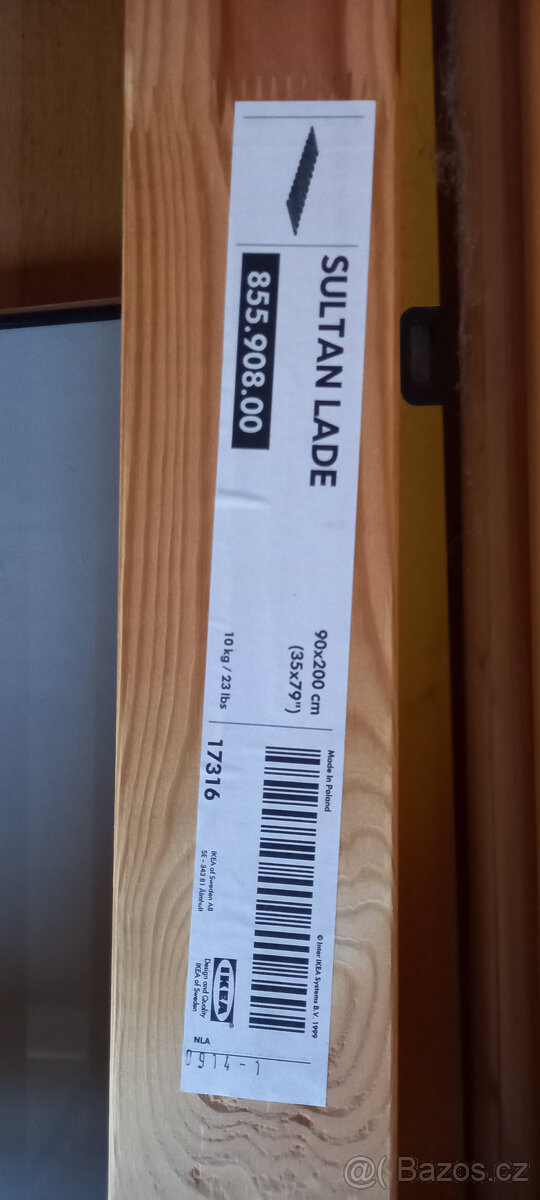 SULTAN LADE
855.908.00
90x200 cm
(35x79")
10 kg / 23 lbs
Made in Poland
17316
IKEA of Sweden AB
SE - 343 81 Älmhult
© Inter IKEA Systems B.V. 1999
IKEA®
Design and Quality
IKEA of Sweden
NLA
0914-1
@ Bazos.cz